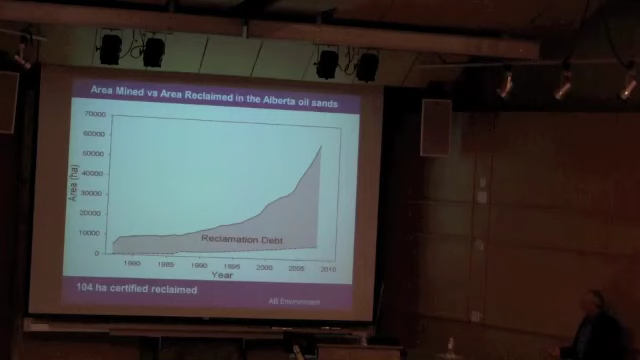 Area Mined vs Area Reclaimed in the Alberta oil sands
70000
60000
50000
40000
30000
20000
10000
0
Area (ha)
Reclamation Debt
1980 1985 1990 1995 2000 2005 2010
Year
104 ha certified reclaimed
AB Environment